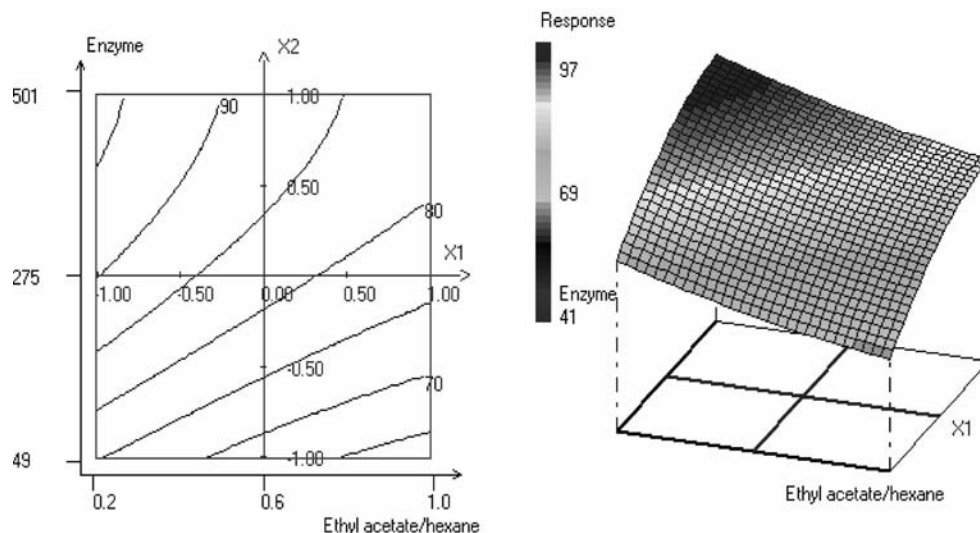 Enzyme
X2
501
1.00
90
0.50
80
X1
275
-1.00
-0.50
0.00
0.50
1.00
-0.50
70
-1.00
49
0.2
0.6
1.0
Ethyl acetate/hexane
Response
97
69
Enzyme
41
X1
Ethyl acetate/hexane